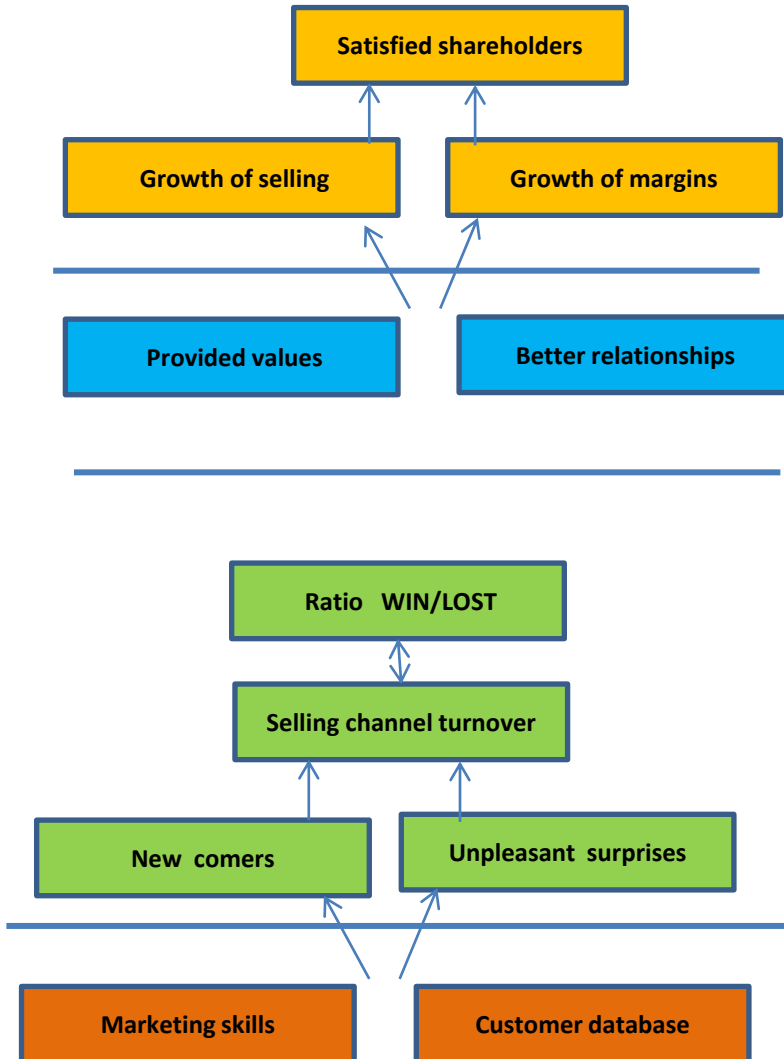 Satisfied shareholders
Growth of selling
Growth of margins
Provided values
Better relationships
Ratio WIN/LOST
Selling channel turnover
New comers
Unpleasant surprises
Marketing skills
Customer database